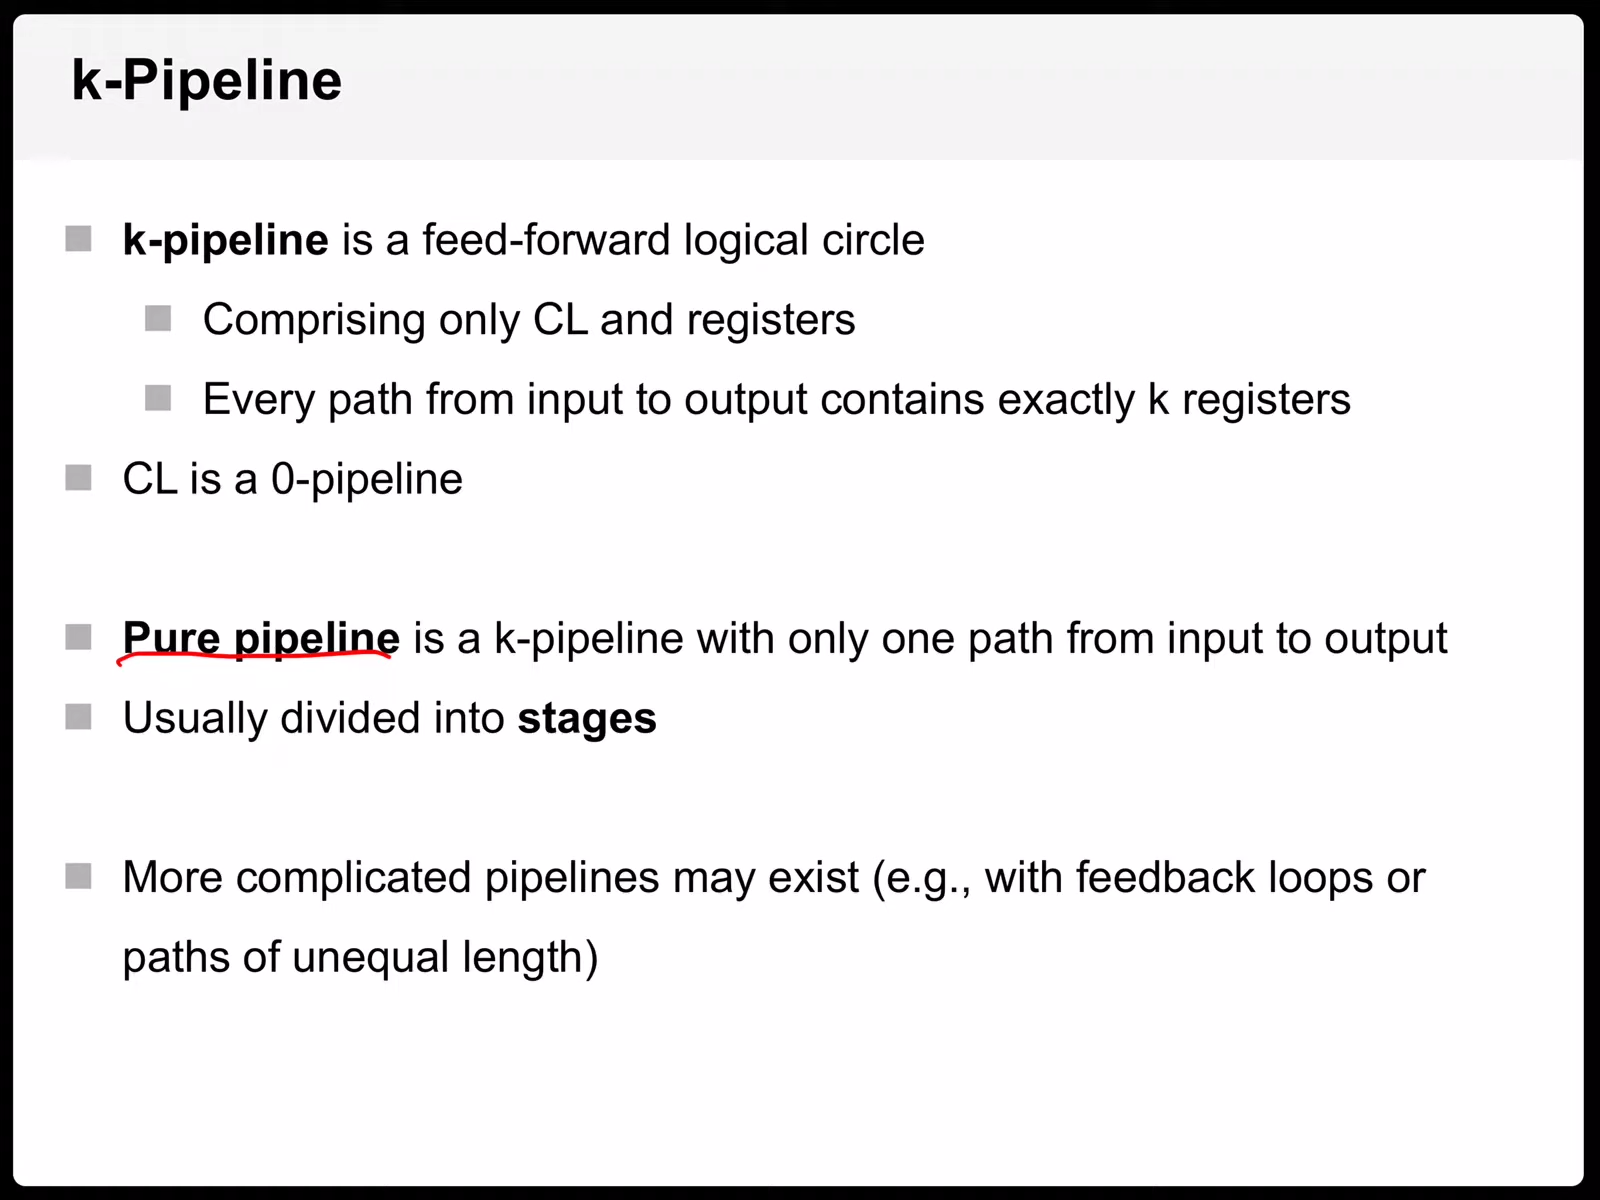 k-Pipeline
k-pipeline is a feed-forward logical circle
Comprising only CL and registers
Every path from input to output contains exactly k registers
CL is a 0-pipeline
Pure pipeline is a k-pipeline with only one path from input to output
Usually divided into stages
More complicated pipelines may exist (e.g., with feedback loops or
paths of unequal length)